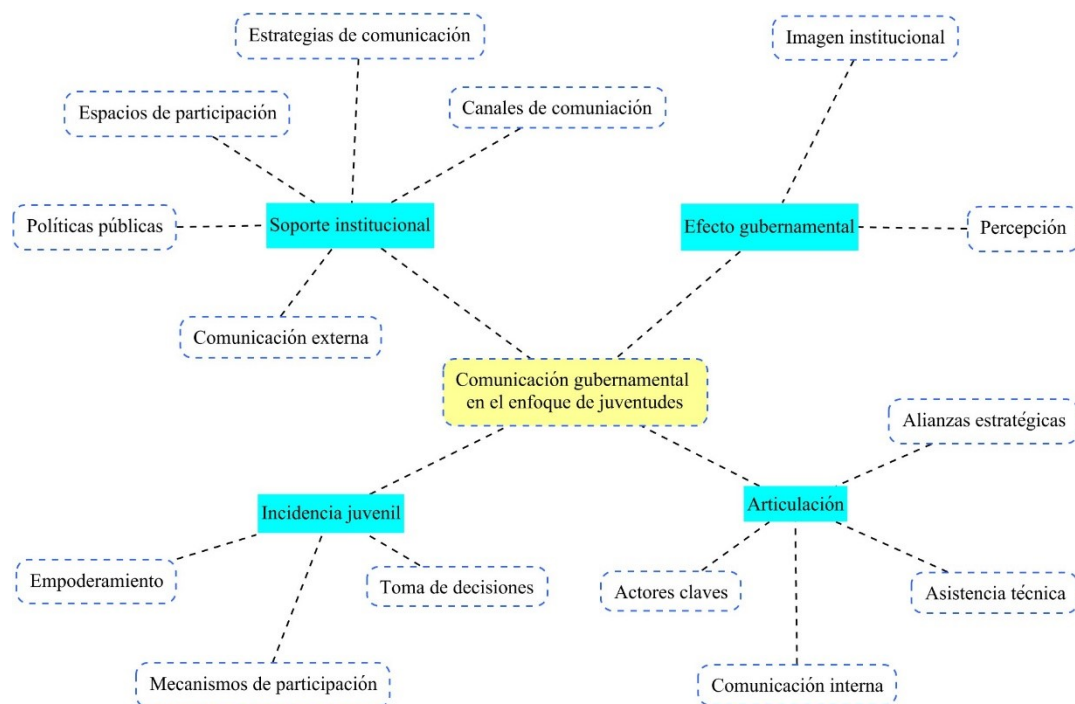 Estrategias de comunicación
Imagen institucional
Espacios de participación
Canales de comuniación
Políticas públicas
Soporte institucional
Efecto gubernamental
Percepción
Comunicación externa
Comunicación gubernamental
en el enfoque de juventudes
Alianzas estratégicas
Incidencia juvenil
Articulación
Empoderamiento
Toma de decisiones
Actores claves
Asistencia técnica
Mecanismos de participación
Comunicación interna